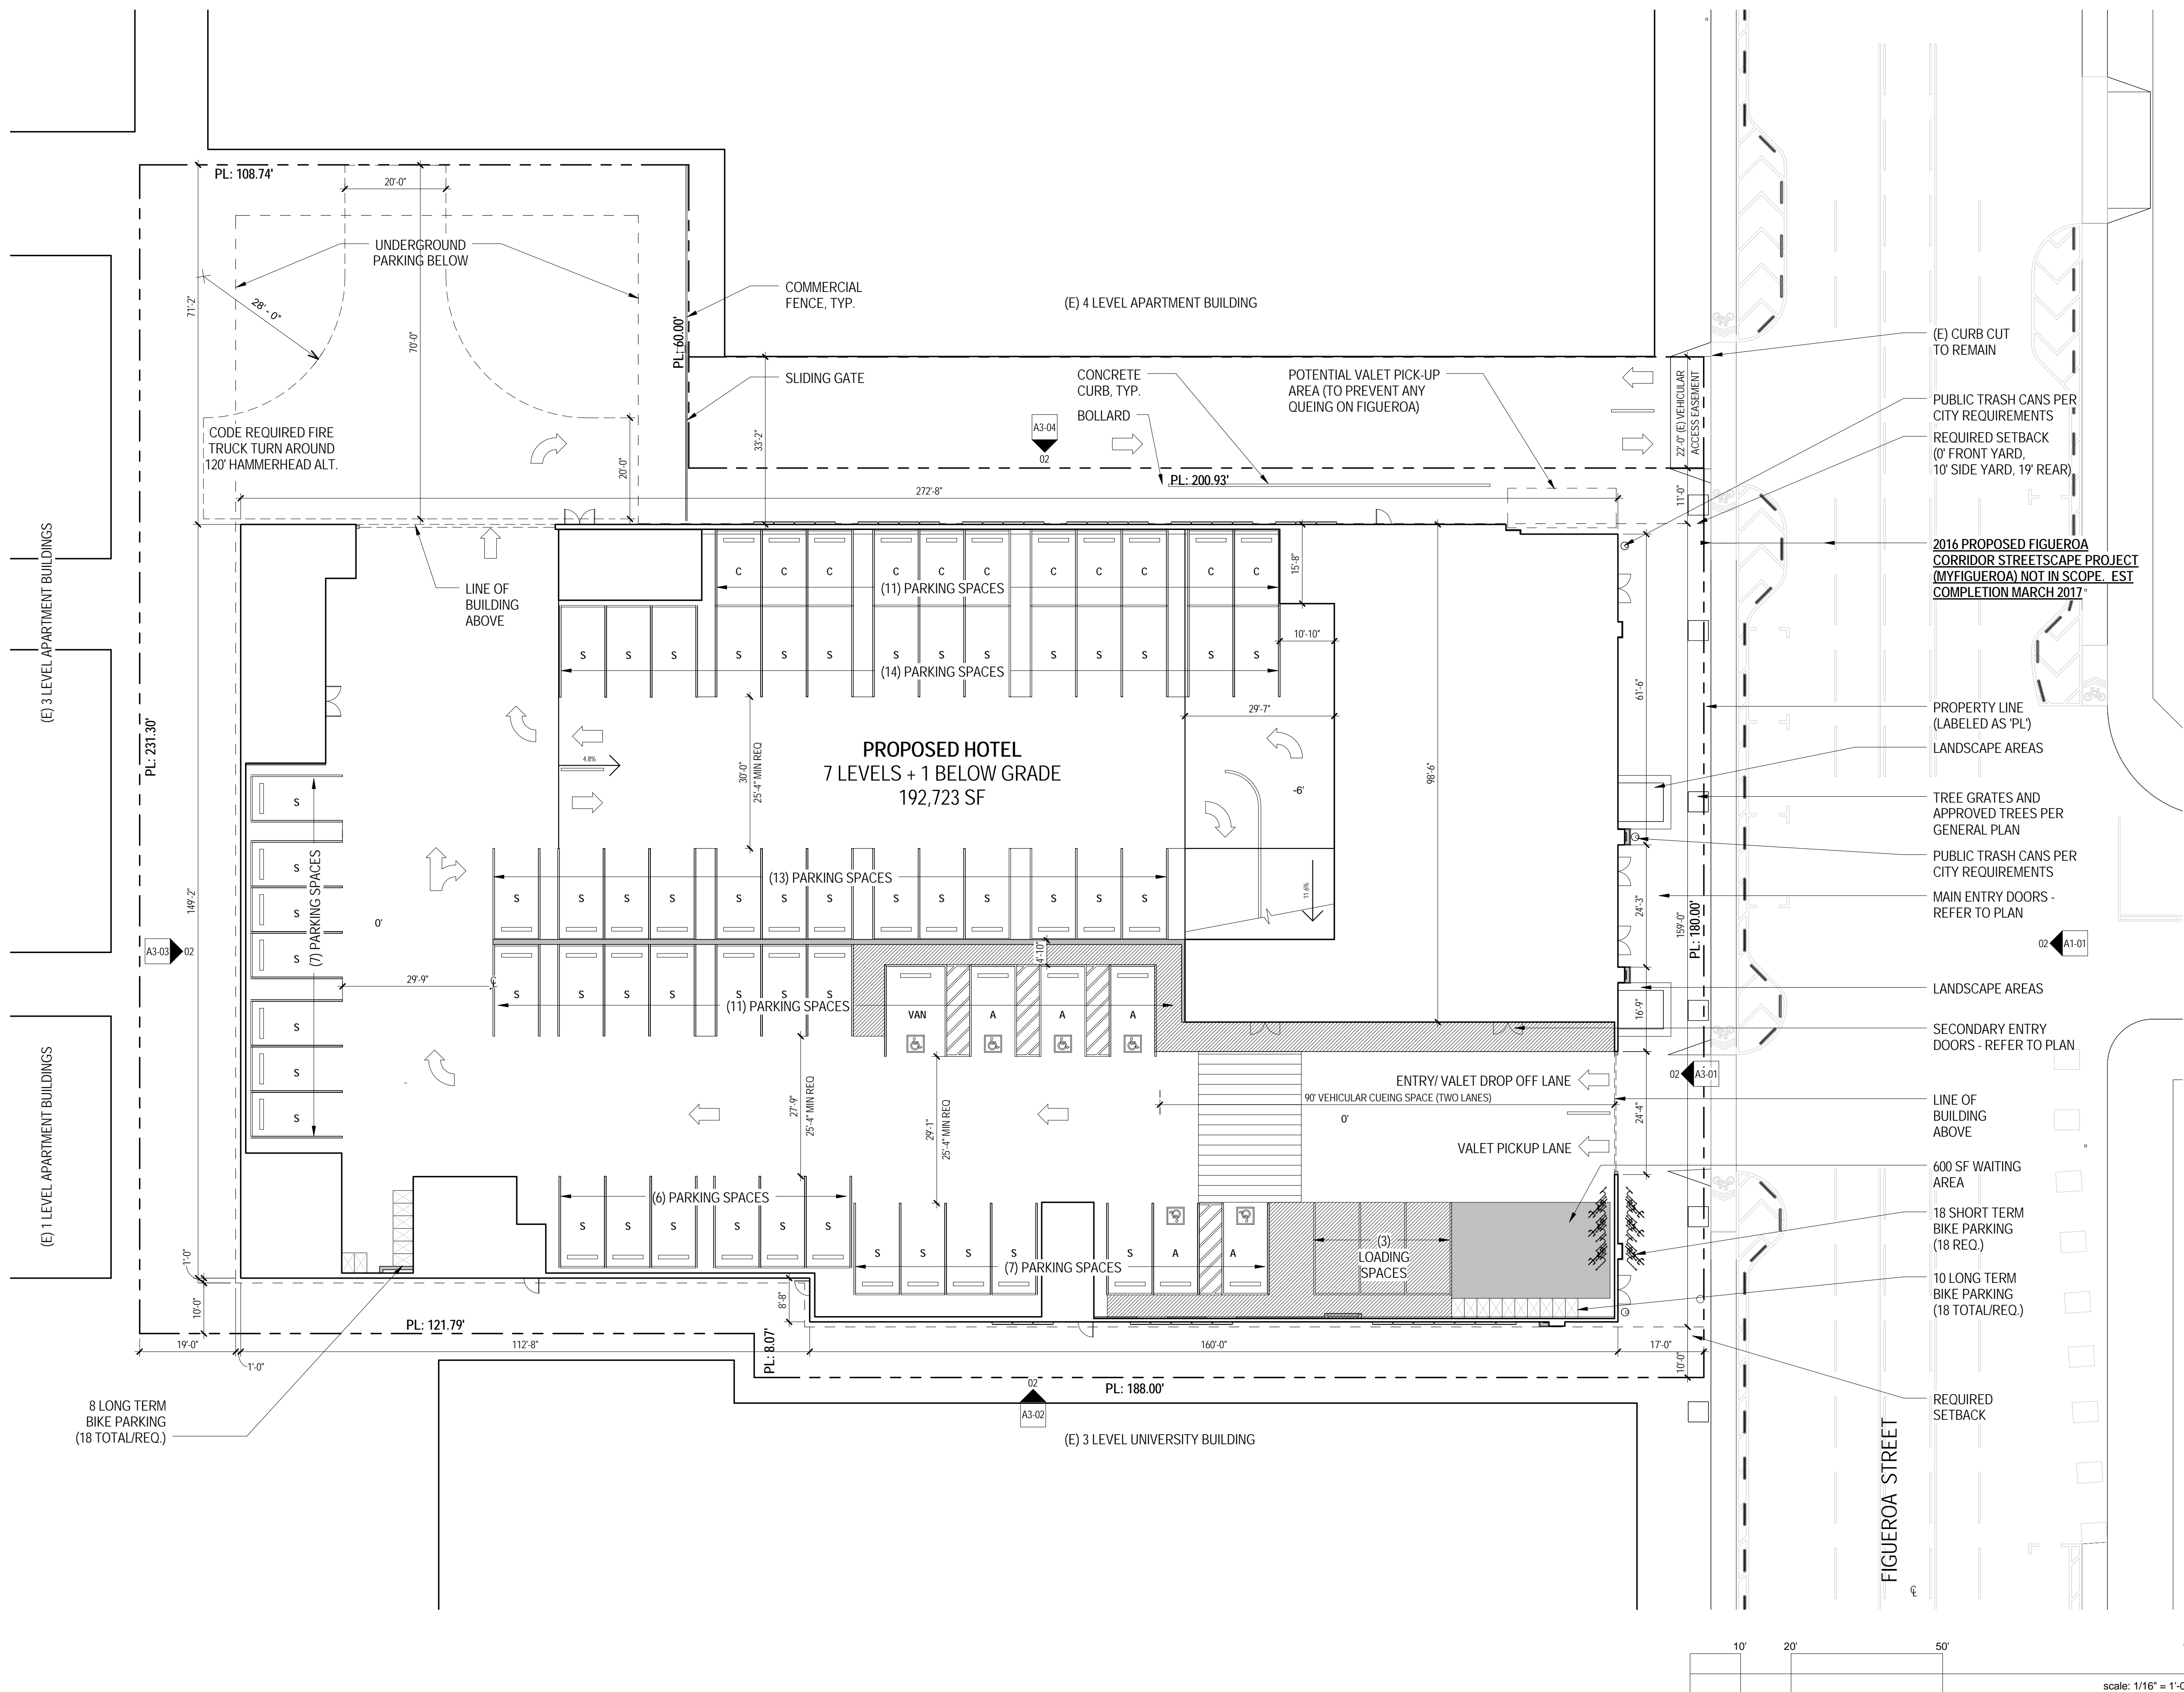 PL: 108.74'
20'-0"
UNDERGROUND
PARKING BELOW
28' - 0"
71'-2"
70'-0"
COMMERCIAL
FENCE, TYP.
(E) 4 LEVEL APARTMENT BUILDING
PL: 60.00'
SLIDING GATE
CONCRETE
CURB, TYP.
BOLLARD
POTENTIAL VALET PICK-UP
AREA (TO PREVENT ANY
QUEING ON FIGUEROA)
22'-0" (E) VEHICULAR
ACCESS EASEMENT
(E) CURB CUT
TO REMAIN
PUBLIC TRASH CANS PER
CITY REQUIREMENTS
REQUIRED SETBACK
(0' FRONT YARD,
10' SIDE YARD, 19' REAR)
2016 PROPOSED FIGUEROA
CORRIDOR STREETSCAPE PROJECT
(MYFIGUEROA) NOT IN SCOPE. EST
COMPLETION MARCH 2017
CODE REQUIRED FIRE
TRUCK TURN AROUND
120' HAMMERHEAD ALT.
20'-0"
33'-2"
A3-04
02
PL: 200.93'
272'-8"
11'-0"
(E) 3 LEVEL APARTMENT BUILDINGS
LINE OF
BUILDING
ABOVE
C C C C C C C C C C C
(11) PARKING SPACES
15'-8"
10'-10"
S S S S S S S S S S S S S S
(14) PARKING SPACES
29'-7"
61'-6"
PROPERTY LINE
(LABELED AS 'PL')
LANDSCAPE AREAS
TREE GRATES AND
APPROVED TREES PER
GENERAL PLAN
PUBLIC TRASH CANS PER
CITY REQUIREMENTS
MAIN ENTRY DOORS -
REFER TO PLAN
PL: 231.30'
4.8%
30'-0"
25'-4" MIN REQ
PROPOSED HOTEL
7 LEVELS + 1 BELOW GRADE
192,723 SF
-6'
98'-6"
11.6%
S
S
S
S
S
S
S
(7) PARKING SPACES
149'-2"
0'
(13) PARKING SPACES
S S S S S S S S S S S S S
24'-3"
159'-0"
PL: 180.00'
A3-03
02
02
A1-01
4'-10"
29'-9"
℄
S S S S S S S
(11) PARKING SPACES
VAN A A A
16'-9"
LANDSCAPE AREAS
SECONDARY ENTRY
DOORS - REFER TO PLAN
02
A3-01
(E) 1 LEVEL APARTMENT BUILDINGS
27'-9"
25'-4" MIN REQ
29'-1"
25'-4" MIN REQ
ENTRY/ VALET DROP OFF LANE
90' VEHICULAR CUEING SPACE (TWO LANES)
0'
VALET PICKUP LANE
24'-4"
LINE OF
BUILDING
ABOVE
600 SF WAITING
AREA
18 SHORT TERM
BIKE PARKING
(18 REQ.)
10 LONG TERM
BIKE PARKING
(18 TOTAL/REQ.)
(6) PARKING SPACES
S S S S S S
S S S S S A A
(7) PARKING SPACES
(3)
LOADING
SPACES
1'-0"
10'-0"
8'-8"
PL: 121.79'
PL: 8.07'
19'-0"
1'-0"
112'-8"
160'-0"
17'-0"
10'-0"
02
A3-02
PL: 188.00'
8 LONG TERM
BIKE PARKING
(18 TOTAL/REQ.)
(E) 3 LEVEL UNIVERSITY BUILDING
REQUIRED
SETBACK
FIGUEROA STREET
℄
10' 20' 50'
scale: 1/16" = 1'-0